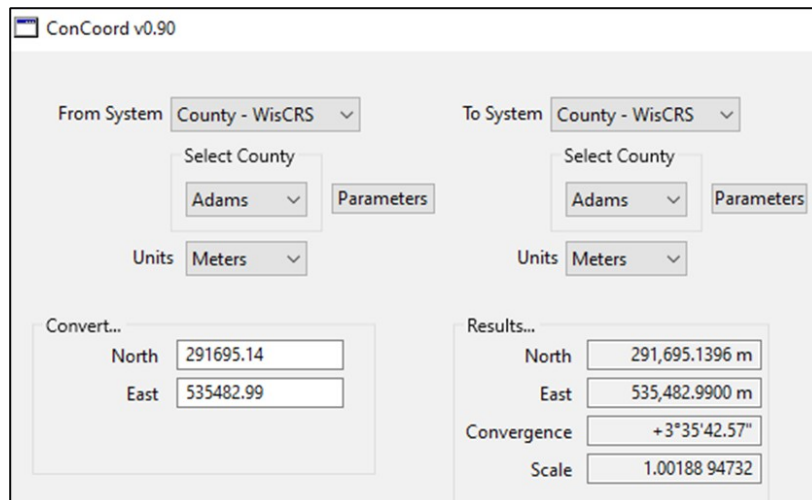 ConCoord v0.90
From System County - WisCRS To System County - WisCRS
Select County Select County
Adams Parameters Adams Parameters
Units Meters Units Meters
Convert... Results...
North 291695.14 North 291,695.1396 m
East 535482.99 East 535,482.9900 m
Convergence +3°35'42.57"
Scale 1.00188 94732